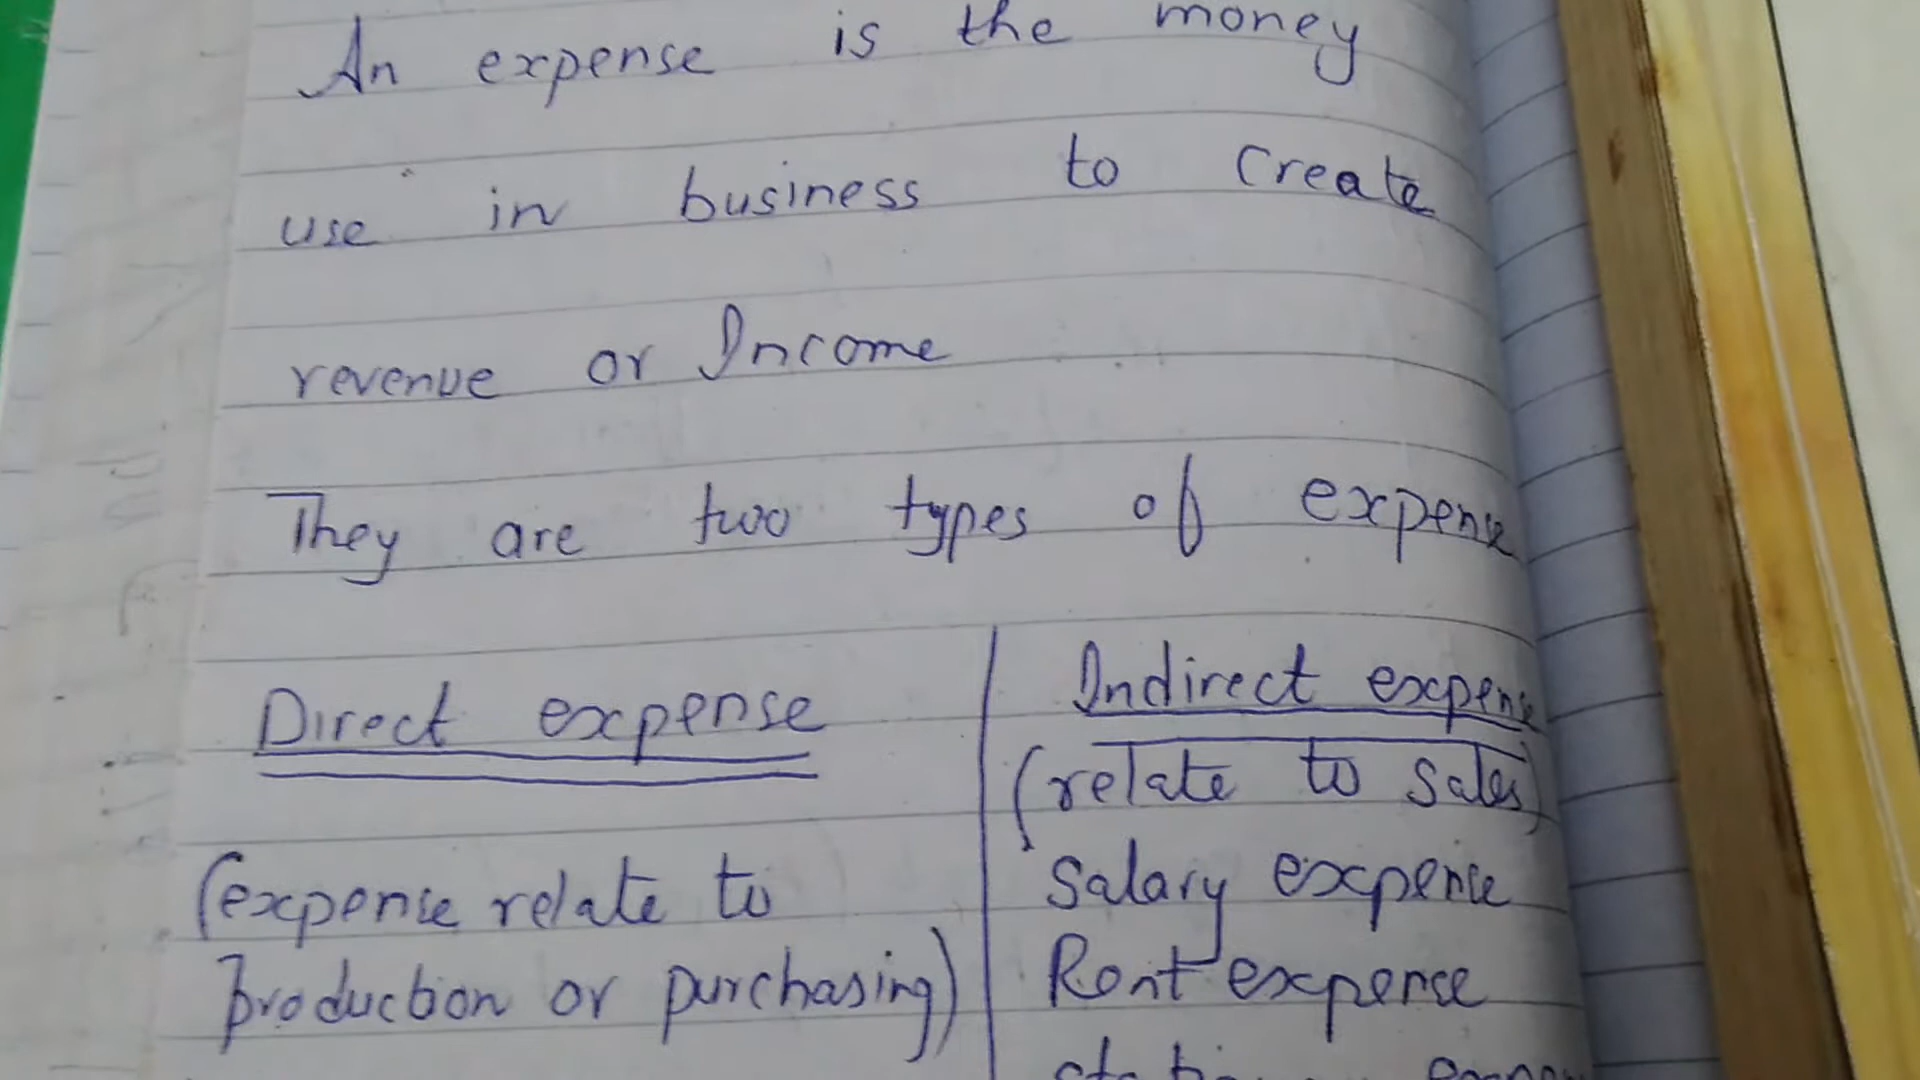 An expense is the money
use in business to create
revenue or Income
They are two types of expense
Direct expense
(expense relate to
production or purchasing)
Indirect expense
(relate to sales)
Salary expense
Rent expense